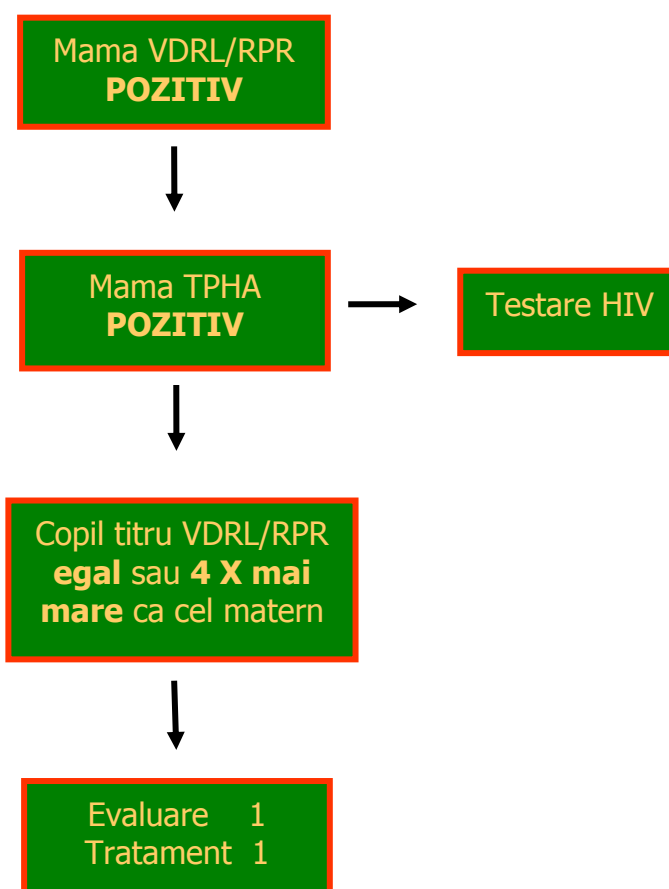 Mama VDRL/RPR
POZITIV
Mama TPHA
POZITIV
Testare HIV
Copil titru VDRL/RPR
egal sau 4 X mai
mare ca cel matern
Evaluare 1
Tratament 1